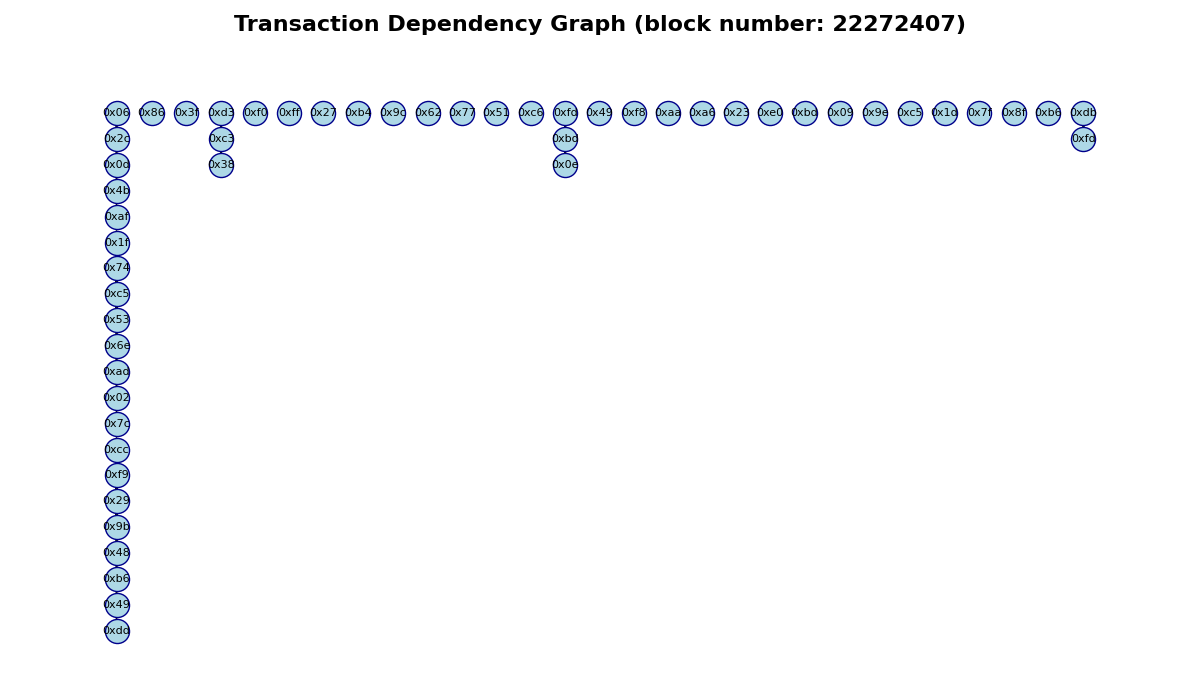 Transaction Dependency Graph (block number: 22272407)
0x06 0x86 0x3f 0xd3 0xf0 0xff 0x27 0xb4 0x9c 0x62 0x77 0x51 0xc6 0xfd 0x49 0xf8 0xaa 0xa6 0x23 0xe0 0xbd 0x09 0x9e 0xc5 0x1d 0x7f 0x8f 0xb6 0xdb
0x2c 0xc3 0xbd 0xfd
0x0d 0x38 0x0e
0x4b
0xaf
0x1f
0x74
0xc5
0x53
0x6e
0xad
0x02
0x7c
0xcc
0xf9
0x29
0x9b
0x48
0xb6
0x49
0xdd